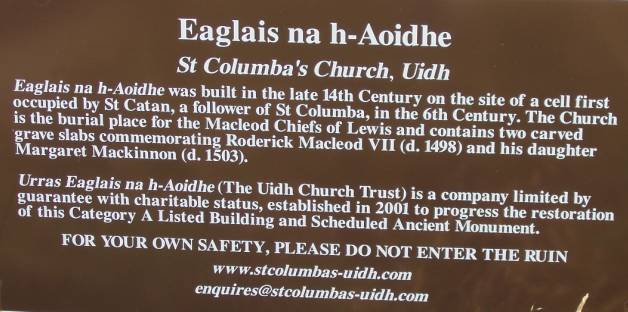 Eaglais na h-Aoidhe
St Columba's Church, Uidh
Eaglais na h-Aoidhe was built in the late 14th Century on the site of a cell first
occupied by St Catan, a follower of St Columba, in the 6th Century. The Church
is the burial place for the Macleod Chiefs of Lewis and contains two carved
grave slabs commemorating Roderick Macleod VII (d. 1498) and his daughter
Margaret Mackinnon (d. 1503).
Urras Eaglais na h-Aoidhe (The Uidh Church Trust) is a company limited by
guarantee with charitable status, established in 2001 to progress the restoration
of this Category A Listed Building and Scheduled Ancient Monument.
FOR YOUR OWN SAFETY, PLEASE DO NOT ENTER THE RUIN
www.stcolumbas-uidh.com
enquires@stcolumbas-uidh.com